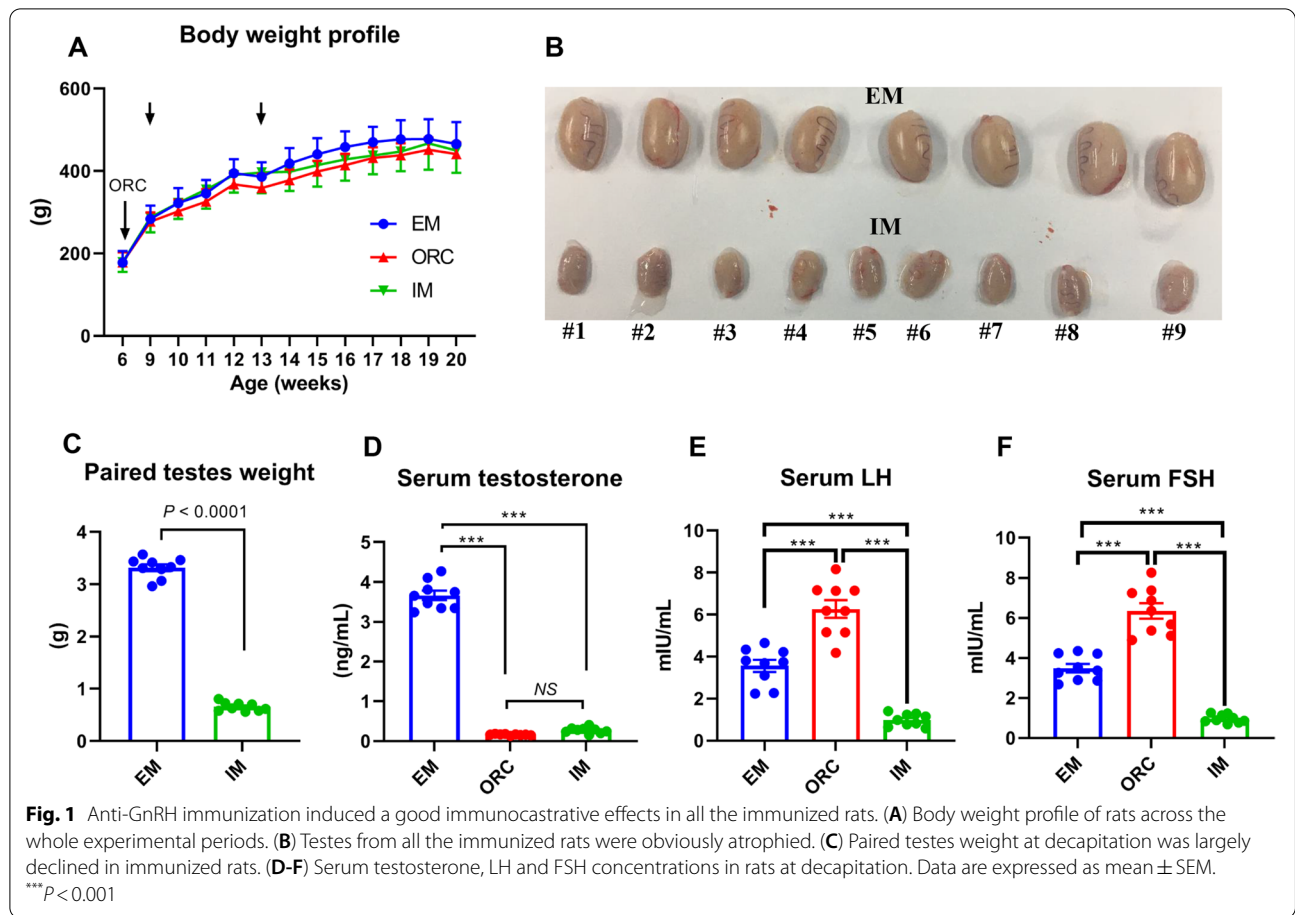 A
Body weight profile
(g)
600
400
200
0
ORC
EM
ORC
IM
6 9 10 11 12 13 14 15 16 17 18 19 20
Age (weeks)
B
EM
IM
#1 #2 #3 #4 #5 #6 #7 #8 #9
C
Paired testes weight
P < 0.0001
(g)
4
3
2
1
0
EM IM
D
Serum testosterone
***
***
NS
(ng/mL)
5
4
3
2
1
0
EM ORC IM
E
Serum LH
***
*** ***
mIU/mL
10
8
6
4
2
0
EM ORC IM
F
Serum FSH
***
*** ***
mIU/mL
10
8
6
4
2
0
EM ORC IM
Fig. 1 Anti-GnRH immunization induced a good immunocastrative effects in all the immunized rats. (A) Body weight profile of rats across the
whole experimental periods. (B) Testes from all the immunized rats were obviously atrophied. (C) Paired testes weight at decapitation was largely
declined in immunized rats. (D-F) Serum testosterone, LH and FSH concentrations in rats at decapitation. Data are expressed as mean ± SEM.
***P < 0.001